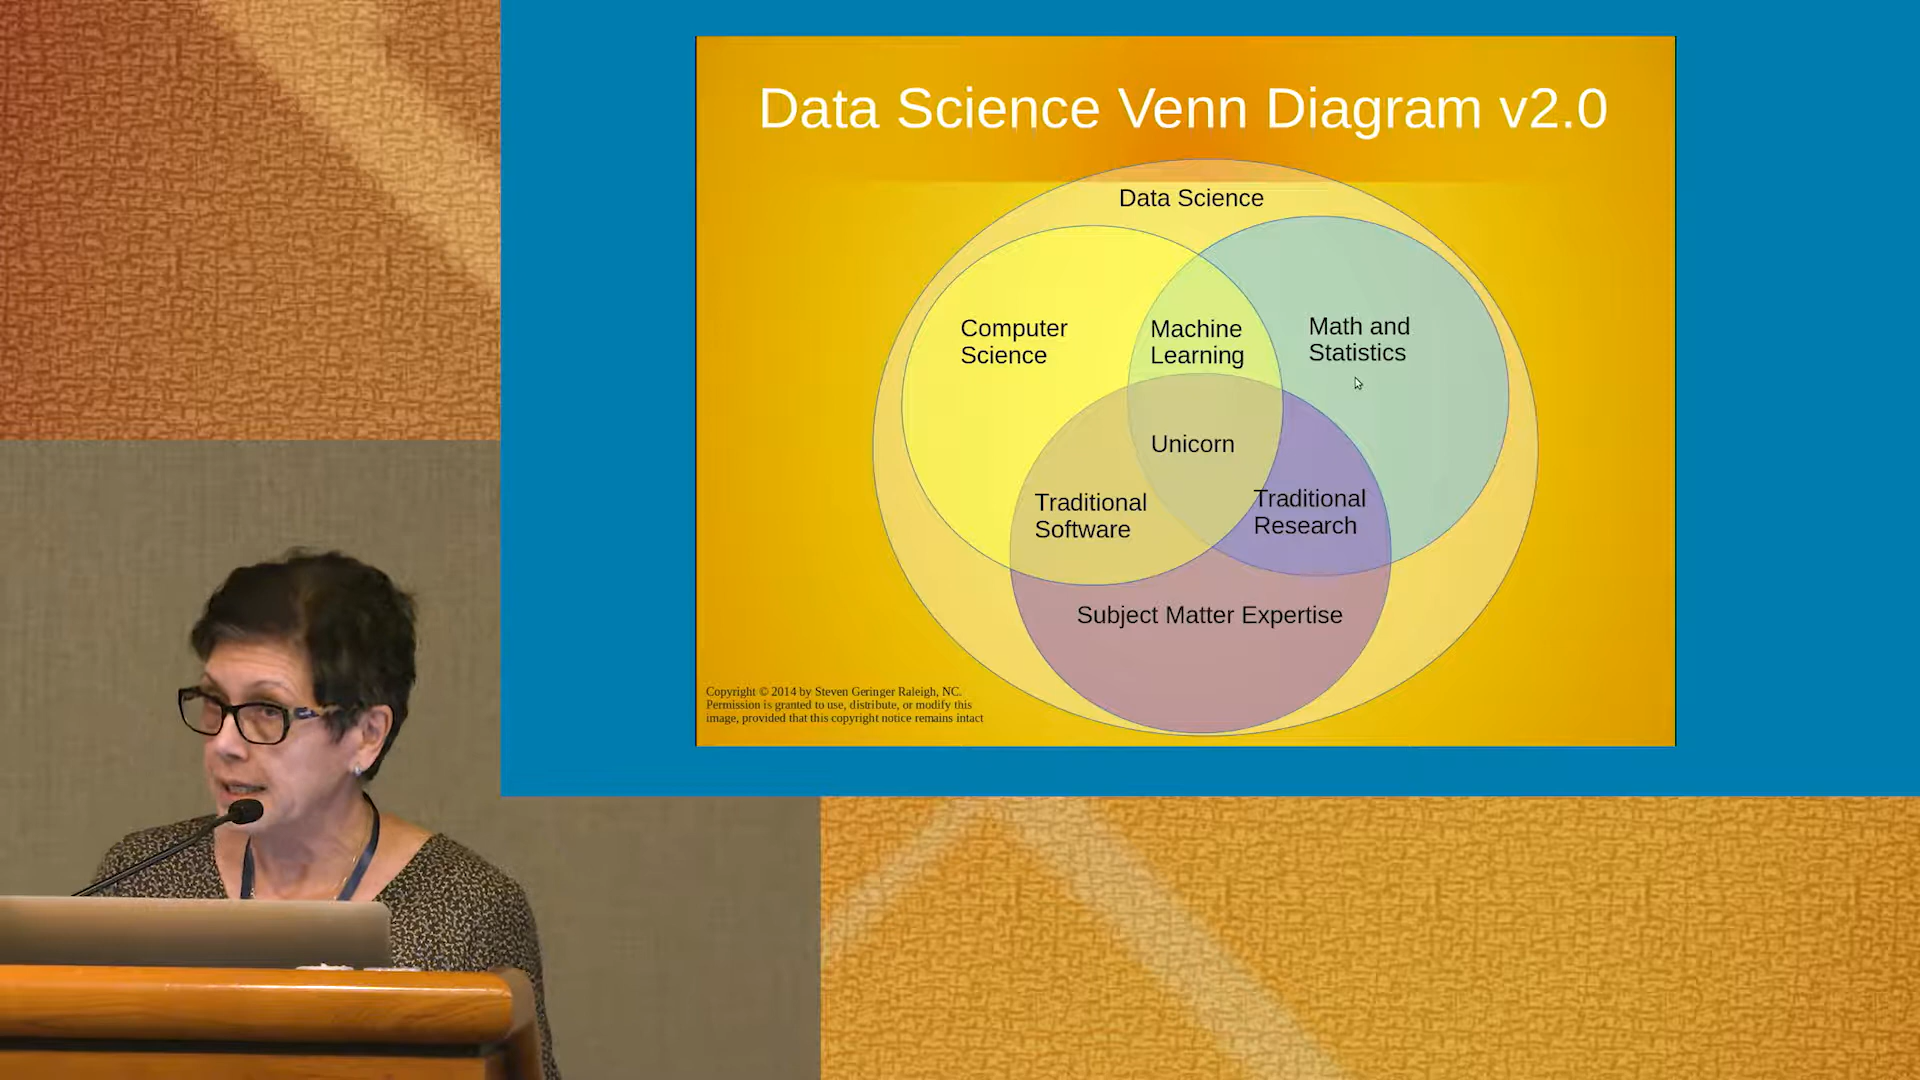 Data Science Venn Diagram v2.0
Data Science
Computer
Science
Machine
Learning
Math and
Statistics
Unicorn
Traditional
Software
Traditional
Research
Subject Matter Expertise
Copyright © 2014 by Steven Geringer Raleigh, NC.
Permission is granted to use, distribute, or modify this
image, provided that this copyright notice remains intact